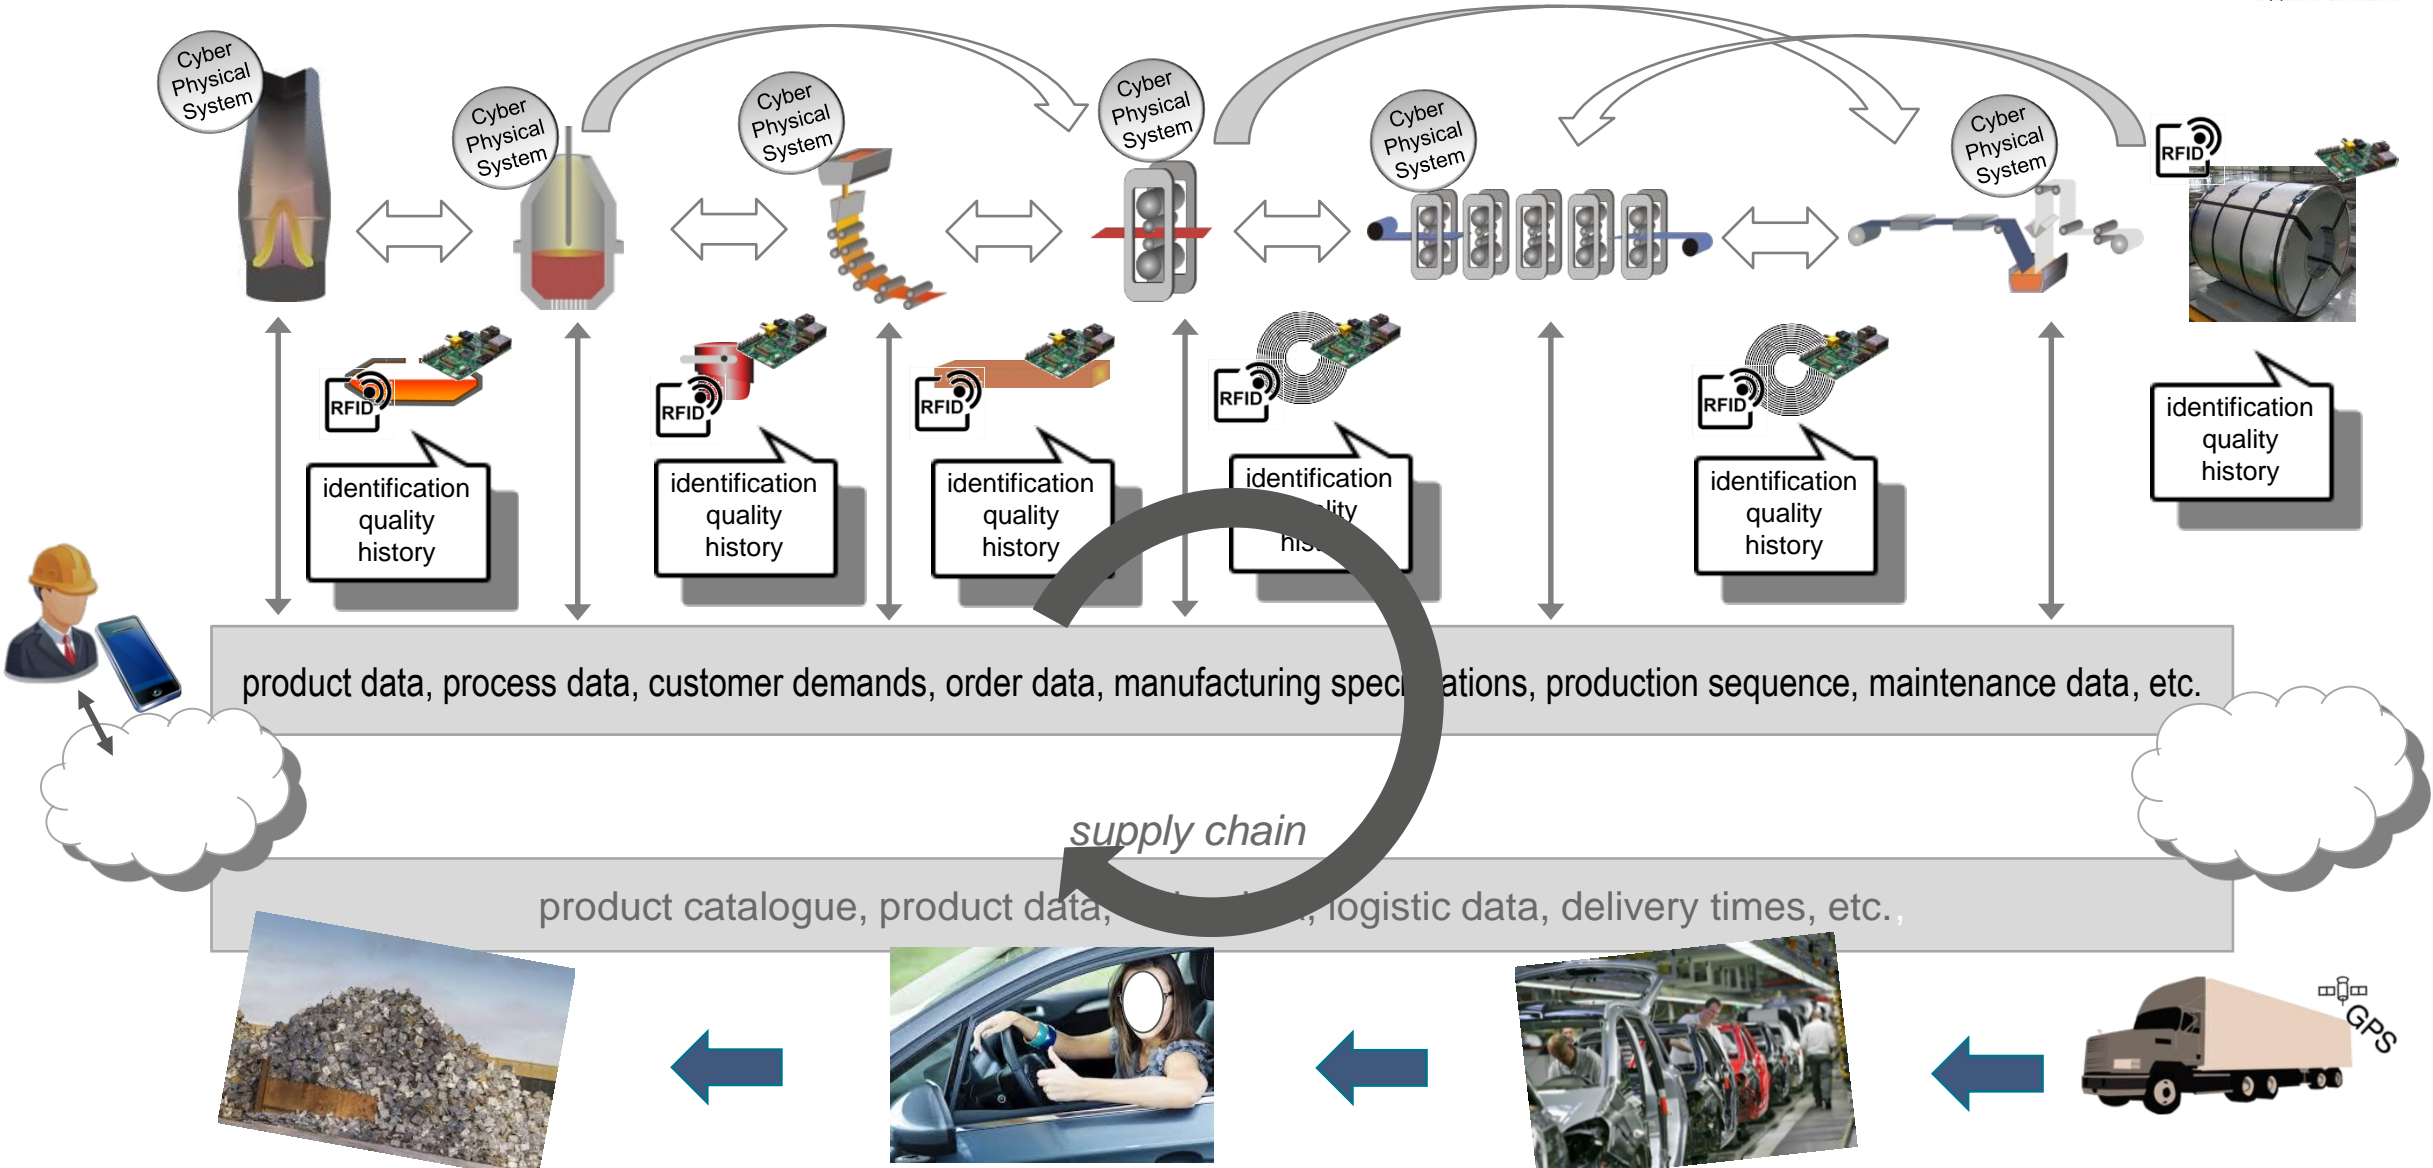 Cyber
Physical
System
Cyber
Physical
System
Cyber
Physical
System
Cyber
Physical
System
Cyber
Physical
System
Cyber
Physical
System
RFID
RFID
RFID
RFID
RFID
RFID
identification
quality
history
identification
quality
history
identification
quality
history
identification
identification
quality
history
identification
quality
history
product data, process data, customer demands, order data, manufacturing specifications, production sequence, maintenance data, etc.
supply chain
product catalogue, product data, logistic data, delivery times, etc.,
GPS